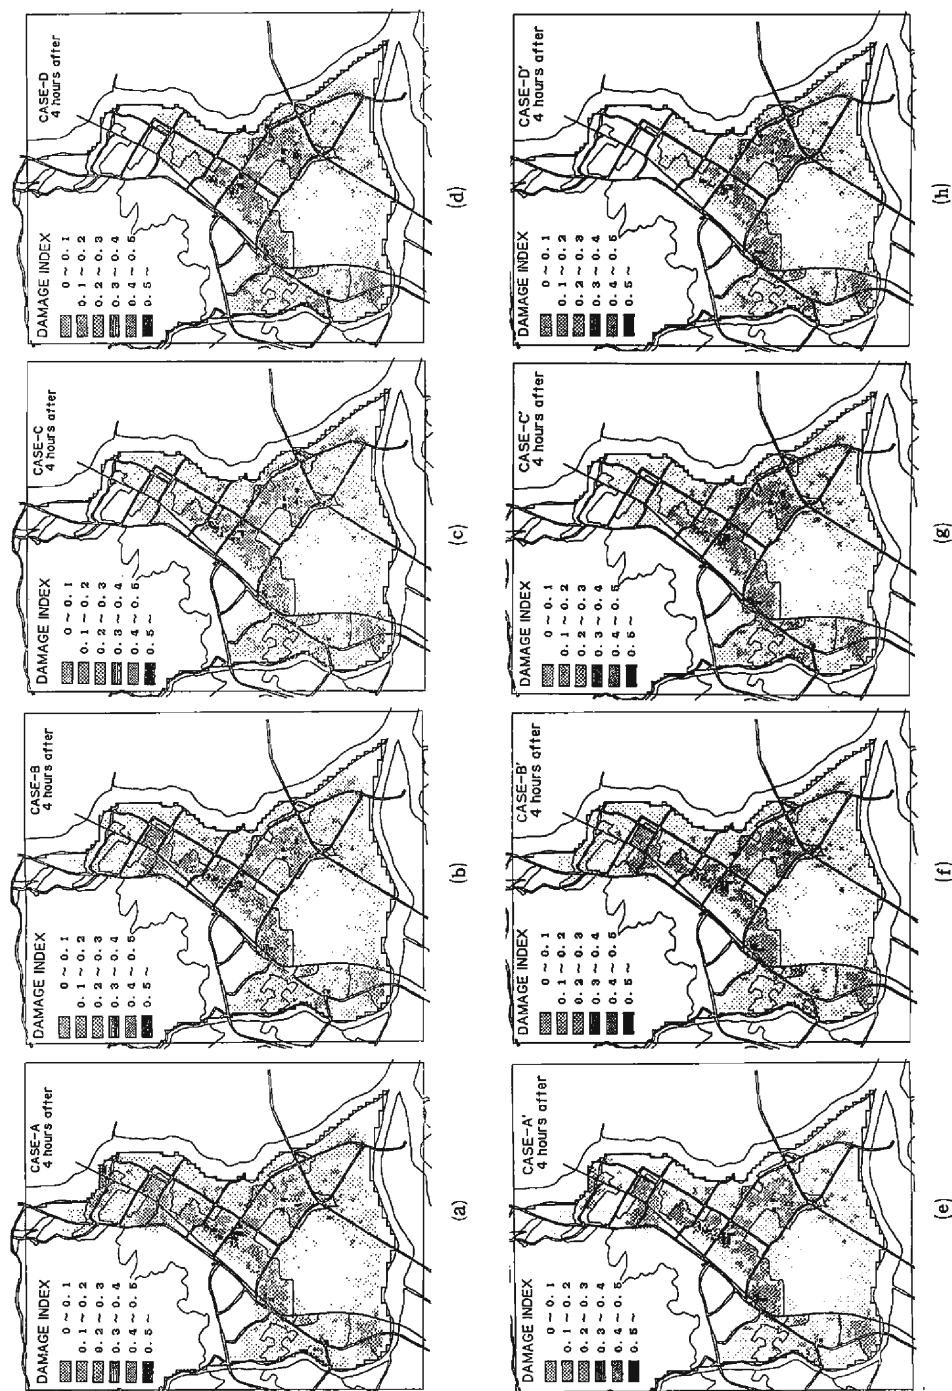 CASE-A
4 hours after
DAMAGE INDEX
0 ~ 0.1
0.1 ~ 0.2
0.2 ~ 0.3
0.3 ~ 0.4
0.4 ~ 0.5
0.5 ~
(a)
CASE-B
4 hours after
DAMAGE INDEX
0 ~ 0.1
0.1 ~ 0.2
0.2 ~ 0.3
0.3 ~ 0.4
0.4 ~ 0.5
0.5 ~
(b)
CASE-C
4 hours after
DAMAGE INDEX
0 ~ 0.1
0.1 ~ 0.2
0.2 ~ 0.3
0.3 ~ 0.4
0.4 ~ 0.5
0.5 ~
(c)
CASE-D
4 hours after
DAMAGE INDEX
0 ~ 0.1
0.1 ~ 0.2
0.2 ~ 0.3
0.3 ~ 0.4
0.4 ~ 0.5
0.5 ~
(d)
CASE-A'
4 hours after
DAMAGE INDEX
0 ~ 0.1
0.1 ~ 0.2
0.2 ~ 0.3
0.3 ~ 0.4
0.4 ~ 0.5
0.5 ~
(e)
CASE-B'
4 hours after
DAMAGE INDEX
0 ~ 0.1
0.1 ~ 0.2
0.2 ~ 0.3
0.3 ~ 0.4
0.4 ~ 0.5
0.5 ~
(f)
CASE-C'
4 hours after
DAMAGE INDEX
0 ~ 0.1
0.1 ~ 0.2
0.2 ~ 0.3
0.3 ~ 0.4
0.4 ~ 0.5
0.5 ~
(g)
CASE-D'
4 hours after
DAMAGE INDEX
0 ~ 0.1
0.1 ~ 0.2
0.2 ~ 0.3
0.3 ~ 0.4
0.4 ~ 0.5
0.5 ~
(h)